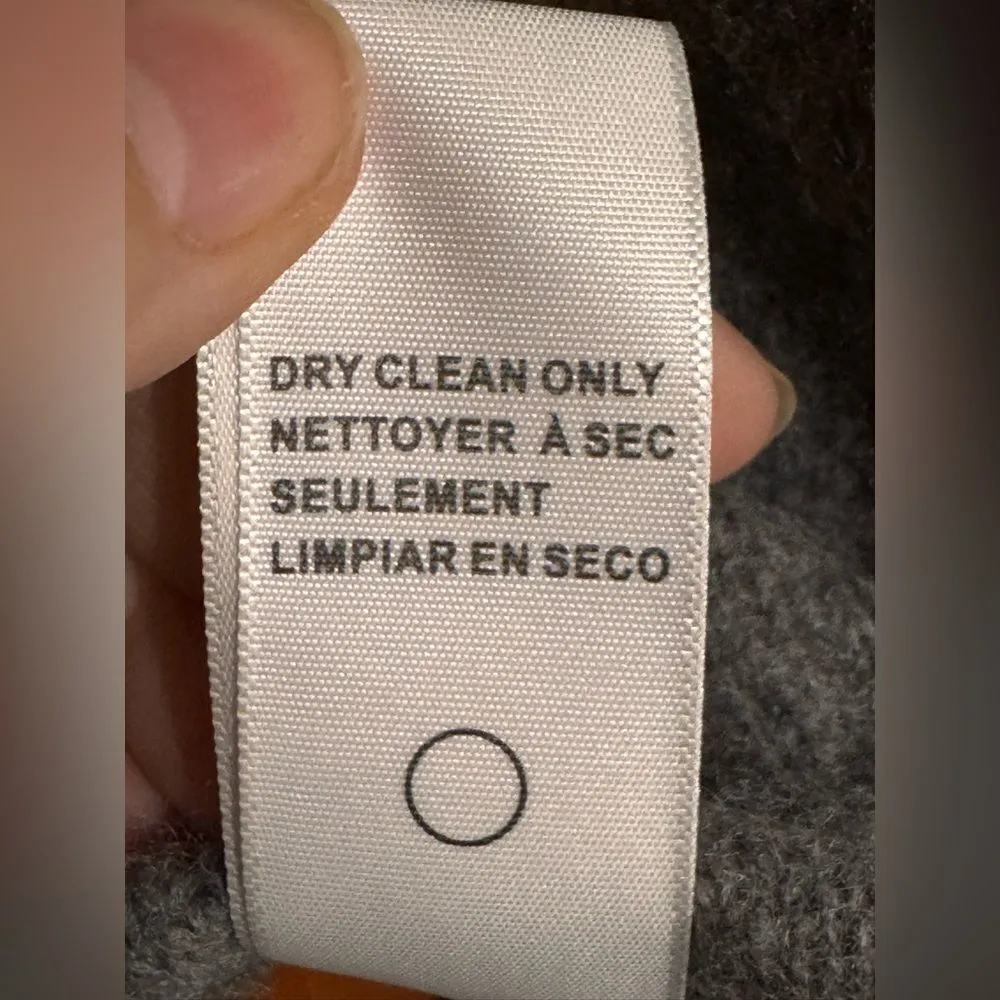 DRY CLEAN ONLY
NETTOYER À SEC
SEULEMENT
LIMPIAR EN SECO